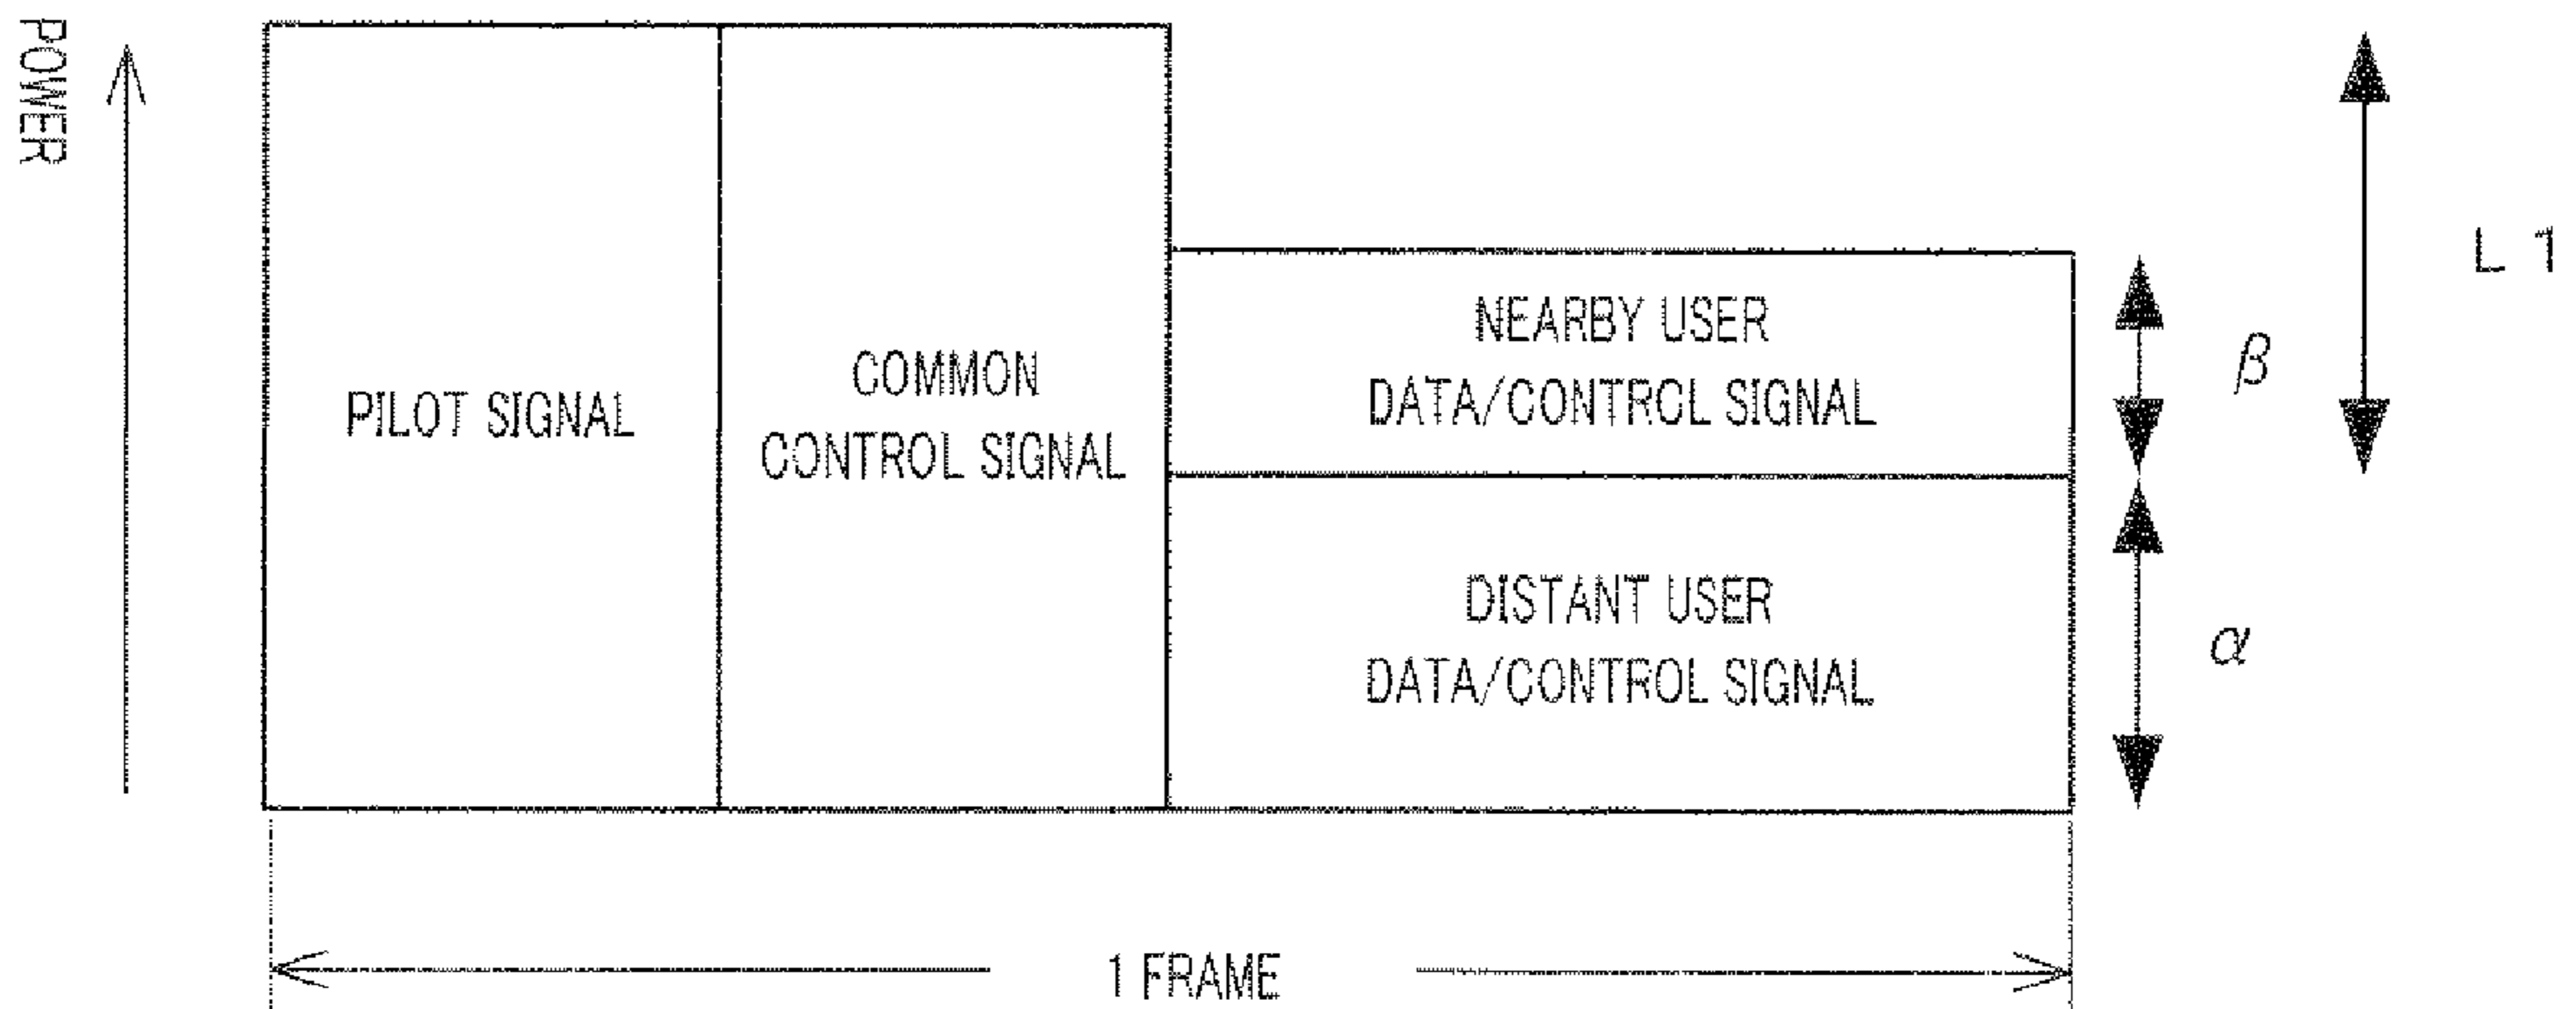 POWER
PILOT SIGNAL
COMMON
CONTROL SIGNAL
NEARBY USER
DATA/CONTROL SIGNAL
DISTANT USER
DATA/CONTROL SIGNAL
β
α
L 1
1 FRAME